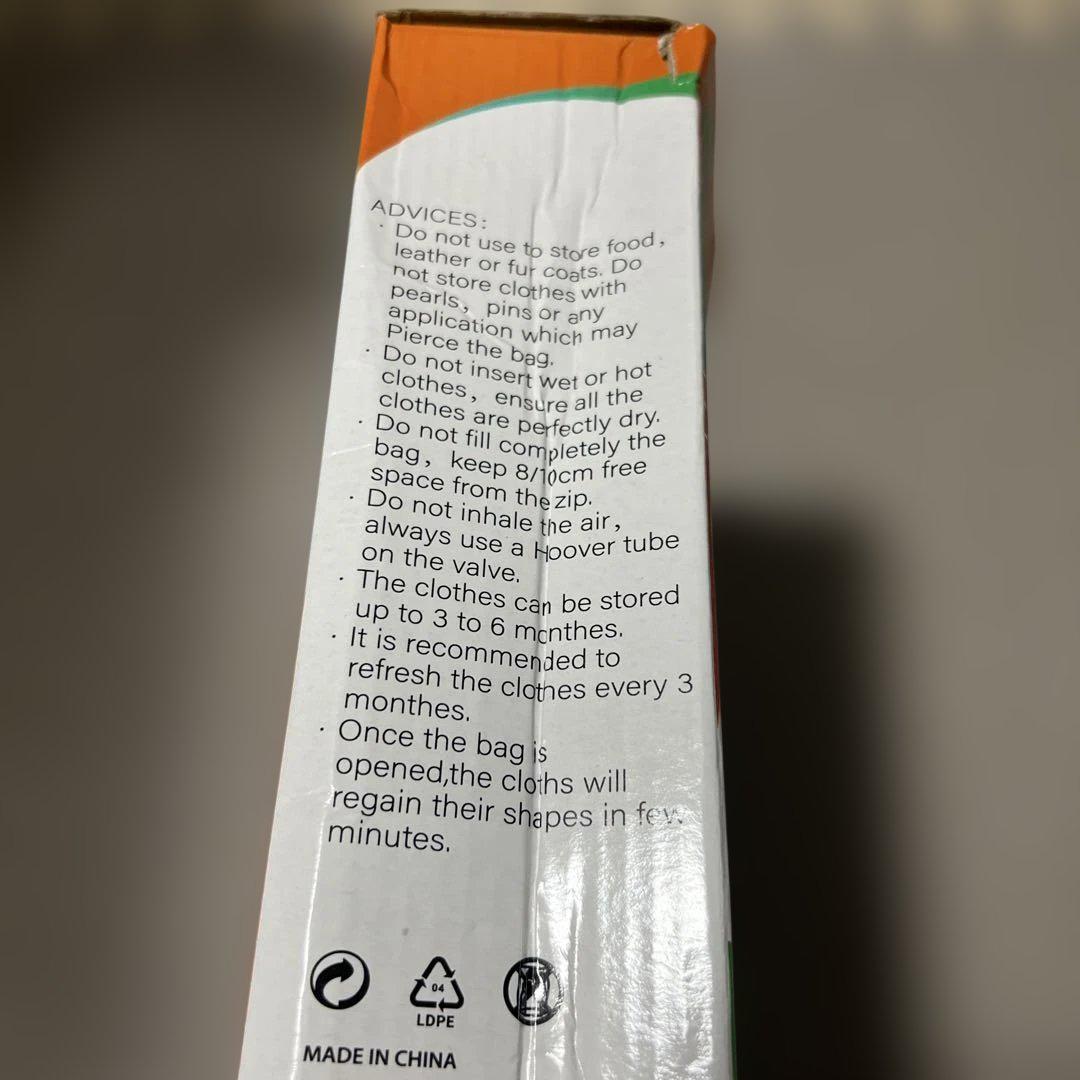 ADVICES:
· Do not use to store food,
leather or fur coats. Do
not store clothes with
pearls, pins or any
application which may
Pierce the bag.
· Do not insert wet or hot
clothes, ensure all the
clothes are perfectly dry.
· Do not fill completely the
bag, keep 8/10cm free
space from the zip.
· Do not inhale the air,
always use a Hoover tube
on the valve.
· The clothes can be stored
up to 3 to 6 monthes.
· It is recommended to
refresh the clothes every 3
monthes.
· Once the bag is
opened,the cloths will
regain their shapes in few
minutes.
04
LDPE
MADE IN CHINA